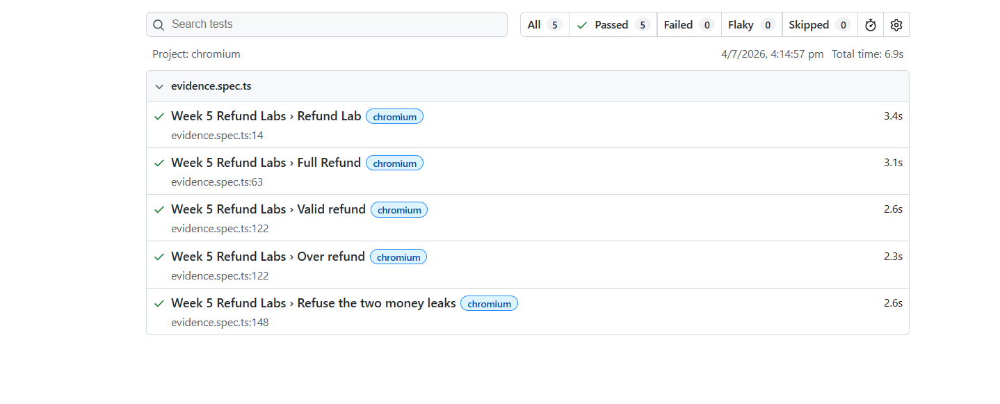 Search tests
All 5 Passed 5 Failed 0 Flaky 0 Skipped 0
Project: chromium 4/7/2026, 4:14:57 pm Total time: 6.9s
evidence.spec.ts
Week 5 Refund Labs › Refund Lab chromium 3.4s
evidence.spec.ts:14
Week 5 Refund Labs › Full Refund chromium 3.1s
evidence.spec.ts:63
Week 5 Refund Labs › Valid refund chromium 2.6s
evidence.spec.ts:122
Week 5 Refund Labs › Over refund chromium 2.3s
evidence.spec.ts:122
Week 5 Refund Labs › Refuse the two money leaks chromium 2.6s
evidence.spec.ts:148